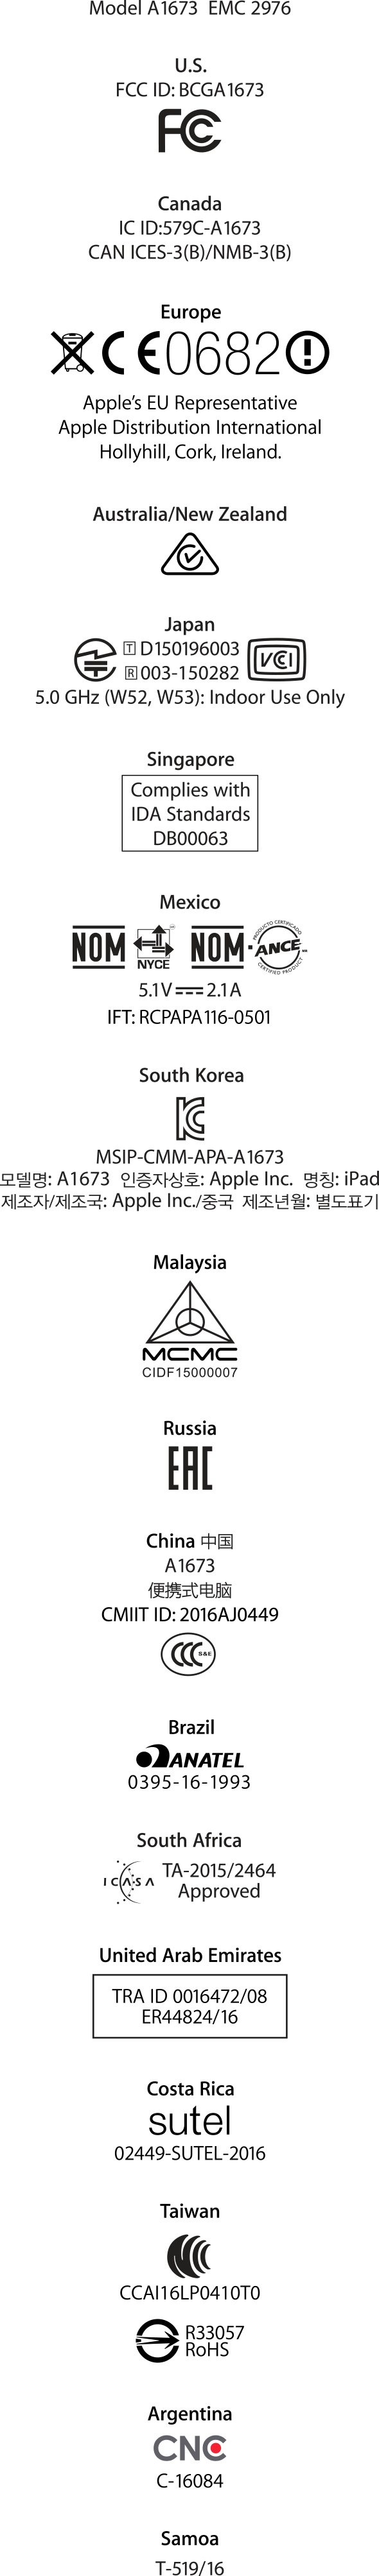 Model A1673 EMC 2976
U.S.
FCC ID: BCGA1673
FC
Canada
IC ID:579C-A1673
CAN ICES-3(B)/NMB-3(B)
Europe
CE0682
Apple’s EU Representative
Apple Distribution International
Hollyhill, Cork, Ireland.
Australia/New Zealand
Japan
T D150196003
VCCI
R 003-150282
5.0 GHz (W52, W53): Indoor Use Only
Singapore
Complies with
IDA Standards
DB00063
Mexico
NOM NYCE NOM-ANCE
PRODUCTO CERTIFICADO
CERTIFIED PRODUCT
5.1V 2.1A
IFT: RCPAPA116-0501
South Korea
MSIP-CMM-APA-A1673
모델명: A1673 인증자상호: Apple Inc. 명칭: iPad
제조자/제조국: Apple Inc./중국 제조년월: 별도표기
Malaysia
MCMC
CIDF15000007
Russia
EAC
China 中国
A1673
便携式电脑
CMIIT ID: 2016AJ0449
CCC S&E
Brazil
ANATEL
0395-16-1993
South Africa
ICASA
TA-2015/2464
Approved
United Arab Emirates
TRA ID 0016472/08
ER44824/16
Costa Rica
sutel
02449-SUTEL-2016
Taiwan
CCAI16LP0410T0
R33057
RoHS
Argentina
CNC
C-16084
Samoa
T-519/16